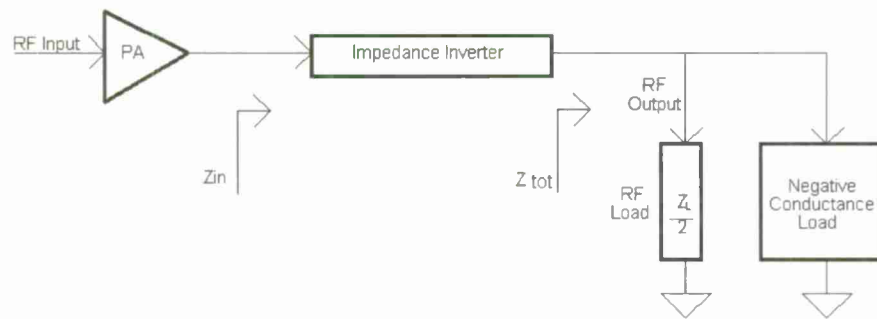 RF Input
PA
Impedance Inverter
Zin
Z tot
RF
Output
RF
Load
ZL
2
Negative
Conductance
Load